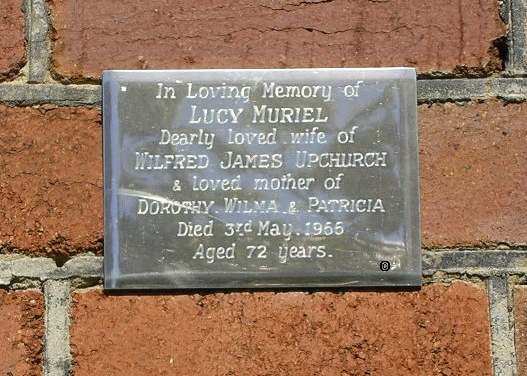 In Loving Memory of
LUCY MURIEL
Dearly loved wife of
WILFRED JAMES UPCHURCH
& loved mother of
DOROTHY, WILMA & PATRICIA
Died 3rd May. 1966
Aged 72 years.